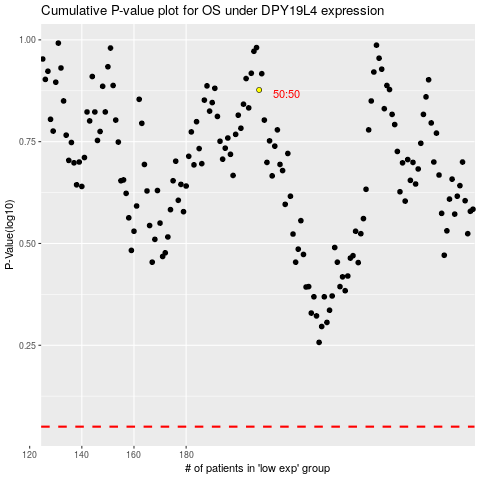 Cumulative P-value plot for OS under DPY19L4 expression
1.00
50:50
0.75
P-Value(log10)
0.50
0.25
120 140 160 180
# of patients in 'low exp' group